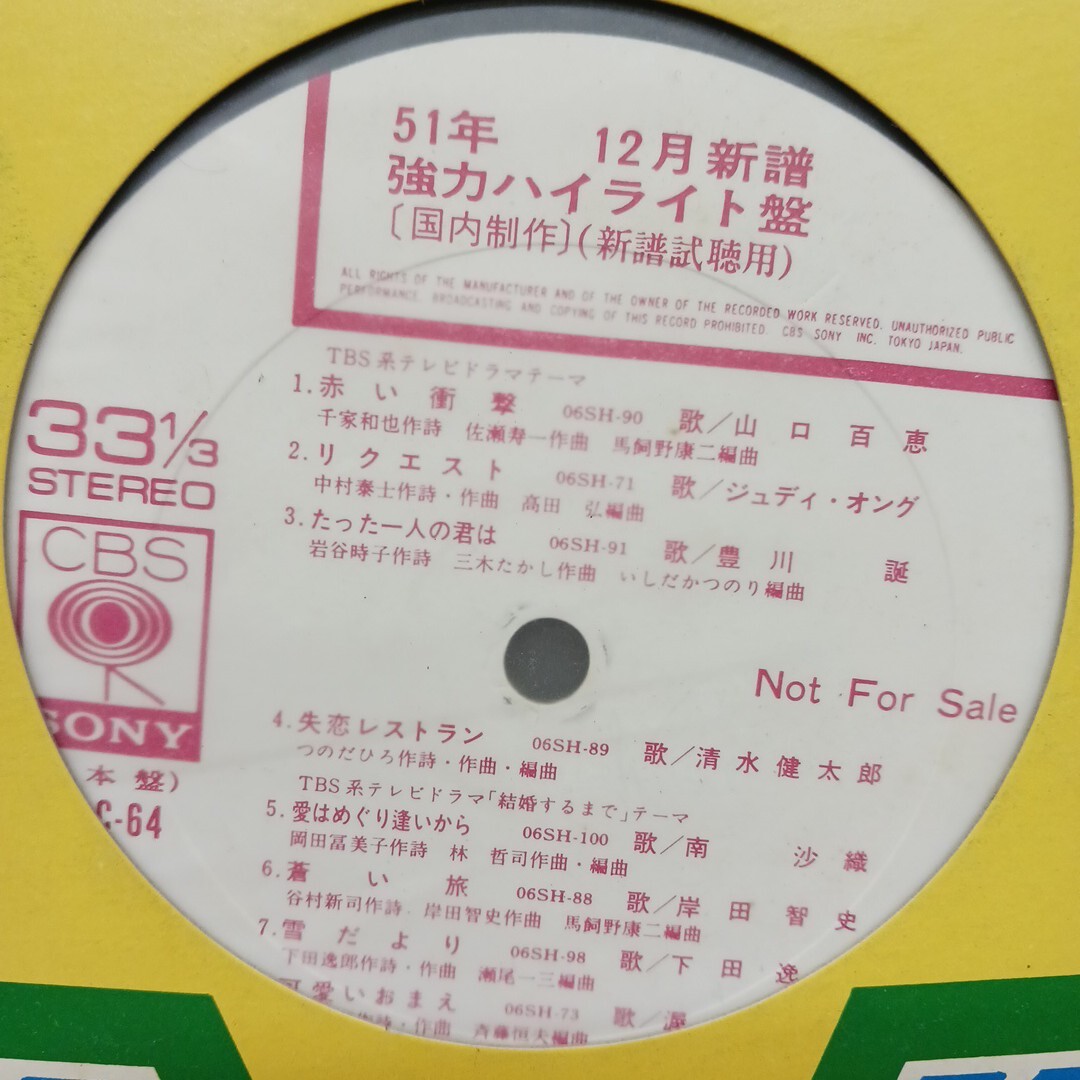 51年 12月新譜
強力ハイライト盤
〔国内制作〕(新譜試聴用)
ALL RIGHTS OF THE MANUFACTURER AND OF THE OWNER OF THE RECORDED WORK RESERVED. UNAUTHORIZED PUBLIC
PERFORMANCE, BROADCASTING AND COPYING OF THIS RECORD PROHIBITED. CBS SONY INC. TOKYO JAPAN.
33 1/3
STEREO
CBS
SONY
本盤)
C-64
TBS系テレビドラマテーマ
1. 赤い衝撃 06SH-90 歌/山口百恵
千家和也作詩 佐瀬寿一作曲 馬飼野康二編曲
2. リクエスト 06SH-71 歌/ジュディ・オング
中村泰士作詩・作曲 高田 弘編曲
3. たった一人の君は 06SH-91 歌/豊川 誕
岩谷時子作詩 三木たかし作曲 いしだかつのり編曲
Not For Sale
4. 失恋レストラン 06SH-89 歌/清水健太郎
つのだひろ作詩・作曲・編曲
TBS系テレビドラマ「結婚するまで」テーマ
5. 愛はめぐり逢いから 06SH-100 歌/南 沙織
岡田冨美子作詩 林 哲司作曲・編曲
6. 蒼い旅 06SH-88 歌/岸田智史
谷村新司作詩 岸田智史作曲 馬飼野康二編曲
7. 雪だより 06SH-98 歌/下田逸
下田逸郎作詩・作曲 瀬尾一三編曲
可愛いおまえ 06SH-73 歌/渥
作詩・作曲 斉藤恒夫編曲